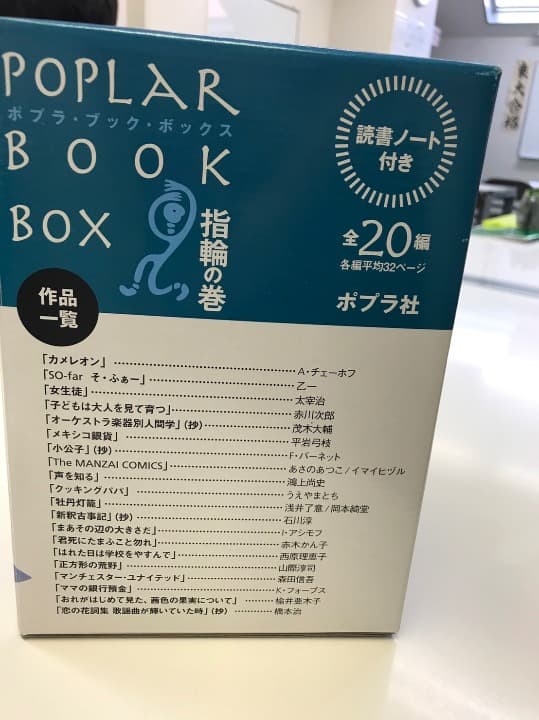 POPLAR
ポプラ・ブック・ボックス
BOOK
BOX
指輪の巻
読書ノート
付き
全20編
各編平均32ページ
ポプラ社
東大合格
作品
一覧
「カメレオン」 A・チェーホフ
「SO-far そ・ふぁー」 乙一
「女生徒」 太宰治
「子どもは大人を見て育つ」 赤川次郎
「オーケストラ楽器別人間学」(抄) 茂木大輔
「メキシコ銀貨」 平岩弓枝
「小公子」(抄) F・バーネット
「The MANZAI COMICS」 あさのあつこ/イマイヒヅル
「声を知る」 鴻上尚史
「クッキングパパ」 うえやまとち
「牡丹灯籠」 浅井了意/岡本綺堂
「新釈古事記」(抄) 石川淳
「まあその辺の大きさだ」 I・アシモフ
「君死にたまふこと勿れ」 赤木かん子
「はれた日は学校をやすんで」 西原理恵子
「正方形の荒野」 山際淳司
「マンチェスター・ユナイテッド」 森田信吾
「ママの銀行預金」 K・フォーブス
「おれがはじめて見た、茜色の果実について」 桧井亜木子
「恋の花詞集 歌謡曲が輝いていた時」(抄) 橋本治